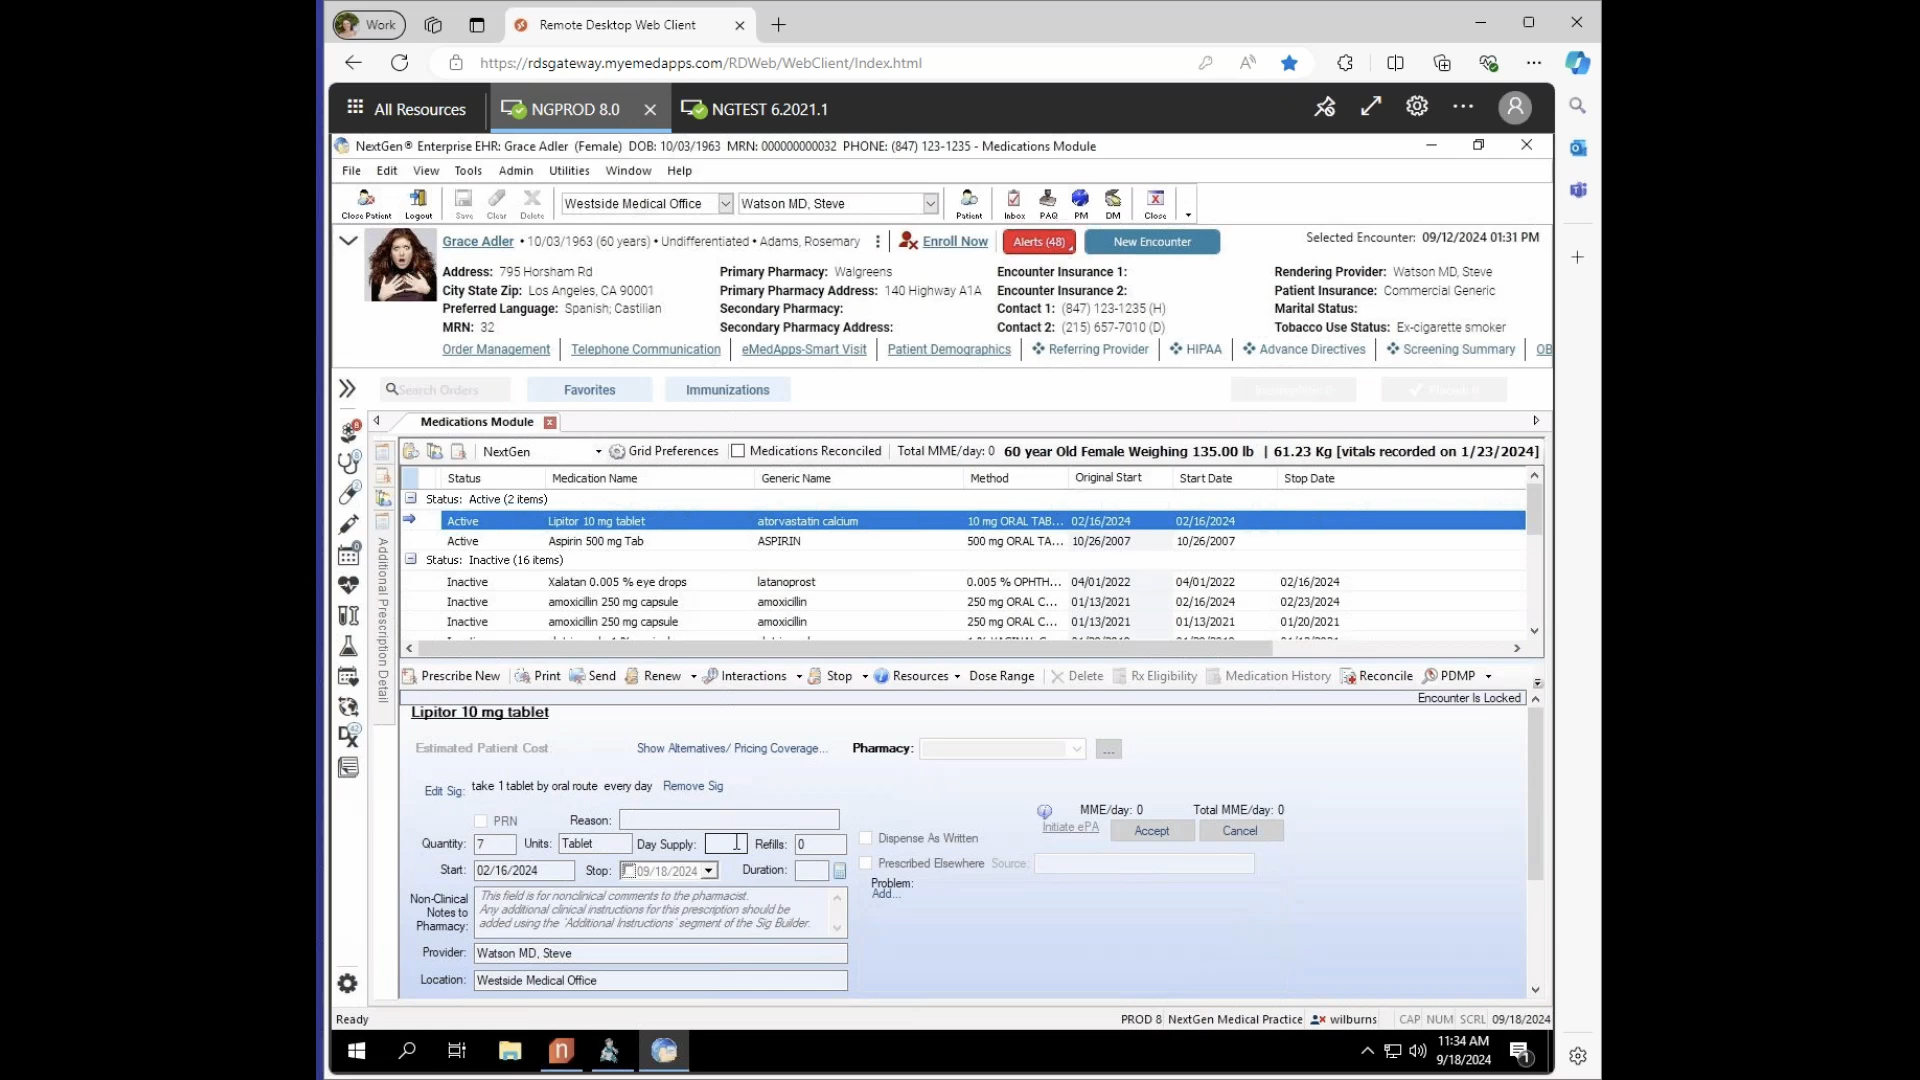 Work
Remote Desktop Web Client
https://rdsgateway.myemedapps.com/RDWeb/WebClient/Index.html
All Resources
NGPROD 8.0
NGTEST 6.2021.1
NextGen® Enterprise EHR: Grace Adler (Female) DOB: 10/03/1963 MRN: 000000000032 PHONE: (847) 123-1235 - Medications Module
File Edit View Tools Admin Utilities Window Help
Close Patient Logout Save Clear Delete Westside Medical Office Watson MD, Steve Patient Inbox PAQ PM DM Close
Grace Adler • 10/03/1963 (60 years) • Undifferentiated • Adams, Rosemary Enroll Now Alerts (48) New Encounter Selected Encounter: 09/12/2024 01:31 PM
Address: 795 Horsham Rd Primary Pharmacy: Walgreens Encounter Insurance 1: Rendering Provider: Watson MD, Steve
City State Zip: Los Angeles, CA 90001 Primary Pharmacy Address: 140 Highway A1A Encounter Insurance 2: Patient Insurance: Commercial Generic
Preferred Language: Spanish; Castilian Secondary Pharmacy: Contact 1: (847) 123-1235 (H) Marital Status:
MRN: 32 Secondary Pharmacy Address: Contact 2: (215) 657-7010 (D) Tobacco Use Status: Ex-cigarette smoker
Order Management Telephone Communication eMedApps-Smart Visit Patient Demographics Referring Provider HIPAA Advance Directives Screening Summary OB
Search Orders Favorites Immunizations
Medications Module
NextGen Grid Preferences Medications Reconciled Total MME/day: 0 60 year Old Female Weighing 135.00 lb | 61.23 Kg [vitals recorded on 1/23/2024]
Status Medication Name Generic Name Method Original Start Start Date Stop Date
Status: Active (2 items)
Active Lipitor 10 mg tablet atorvastatin calcium 10 mg ORAL TAB... 02/16/2024 02/16/2024
Active Aspirin 500 mg Tab ASPIRIN 500 mg ORAL TA... 10/26/2007 10/26/2007
Status: Inactive (16 items)
Inactive Xalatan 0.005 % eye drops latanoprost 0.005 % OPHTH... 04/01/2022 04/01/2022 02/16/2024
Inactive amoxicillin 250 mg capsule amoxicillin 250 mg ORAL C... 01/13/2021 02/16/2024 02/23/2024
Inactive amoxicillin 250 mg capsule amoxicillin 250 mg ORAL C... 01/13/2021 01/13/2021 01/20/2021
Additional Prescription Detail
Prescribe New Print Send Renew Interactions Stop Resources Dose Range Delete Rx Eligibility Medication History Reconcile PDMP
Encounter Is Locked
Lipitor 10 mg tablet
Estimated Patient Cost Show Alternatives/ Pricing Coverage... Pharmacy: ...
Edit Sig: take 1 tablet by oral route every day Remove Sig
MME/day: 0 Total MME/day: 0
PRN Reason:
Initiate ePA Accept Cancel
Quantity: 7 Units: Tablet Day Supply: Refills: 0 Dispense As Written
Start: 02/16/2024 Stop: 09/18/2024 Duration: Prescribed Elsewhere Source:
Problem:
Add...
Non-Clinical Notes to Pharmacy:
This field is for nonclinical comments to the pharmacist.
Any additional clinical instructions for this prescription should be
added using the 'Additional Instructions' segment of the Sig Builder.
Provider: Watson MD, Steve
Location: Westside Medical Office
Ready PROD 8 NextGen Medical Practice wilburns CAP NUM SCRL 09/18/2024
11:34 AM
9/18/2024
1